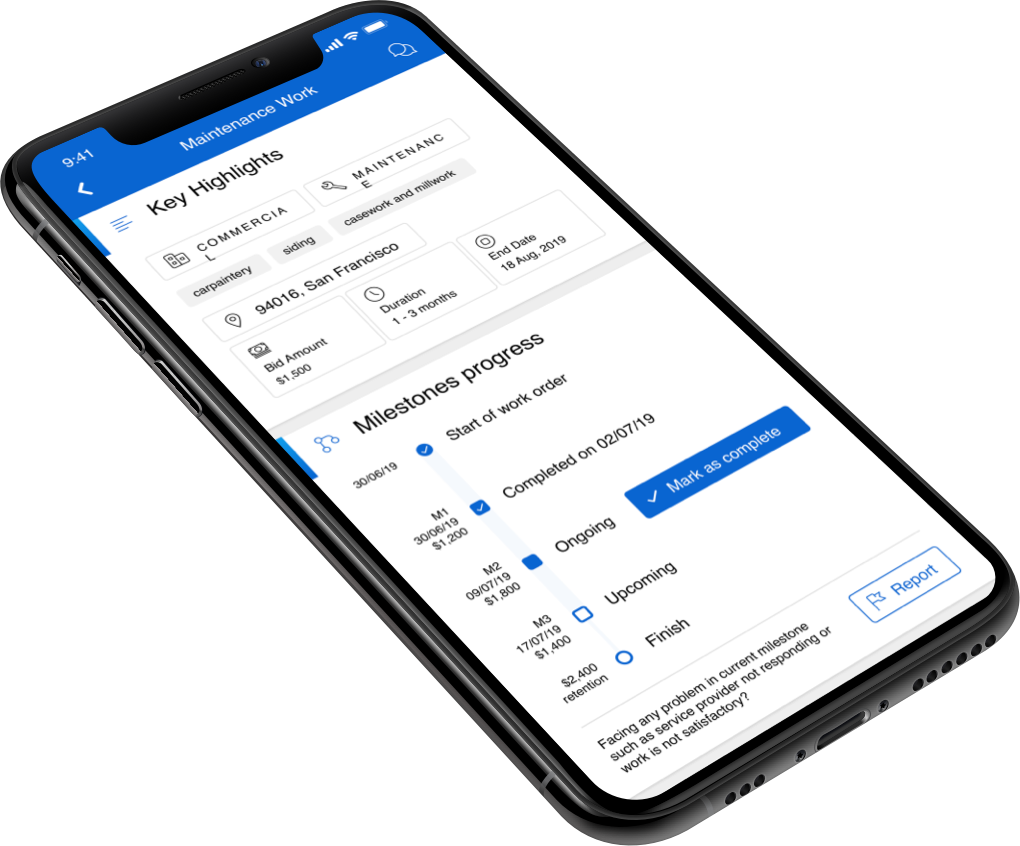 9:41
Maintenance Work
Key Highlights
COMMERCIA
L
MAINTENANC
E
carpaintery
siding
casework and millwork
94016, San Francisco
Bid Amount
$1,500
Duration
1 - 3 months
End Date
18 Aug, 2019
Milestones progress
30/06/19
Start of work order
M1
30/06/19
$1,200
Completed on 02/07/19
M2
09/07/19
$1,800
Ongoing
Mark as complete
M3
17/07/19
$1,400
Upcoming
$2,400
retention
Finish
Facing any problem in current milestone
such as service provider not responding or
work is not satisfactory?
Report